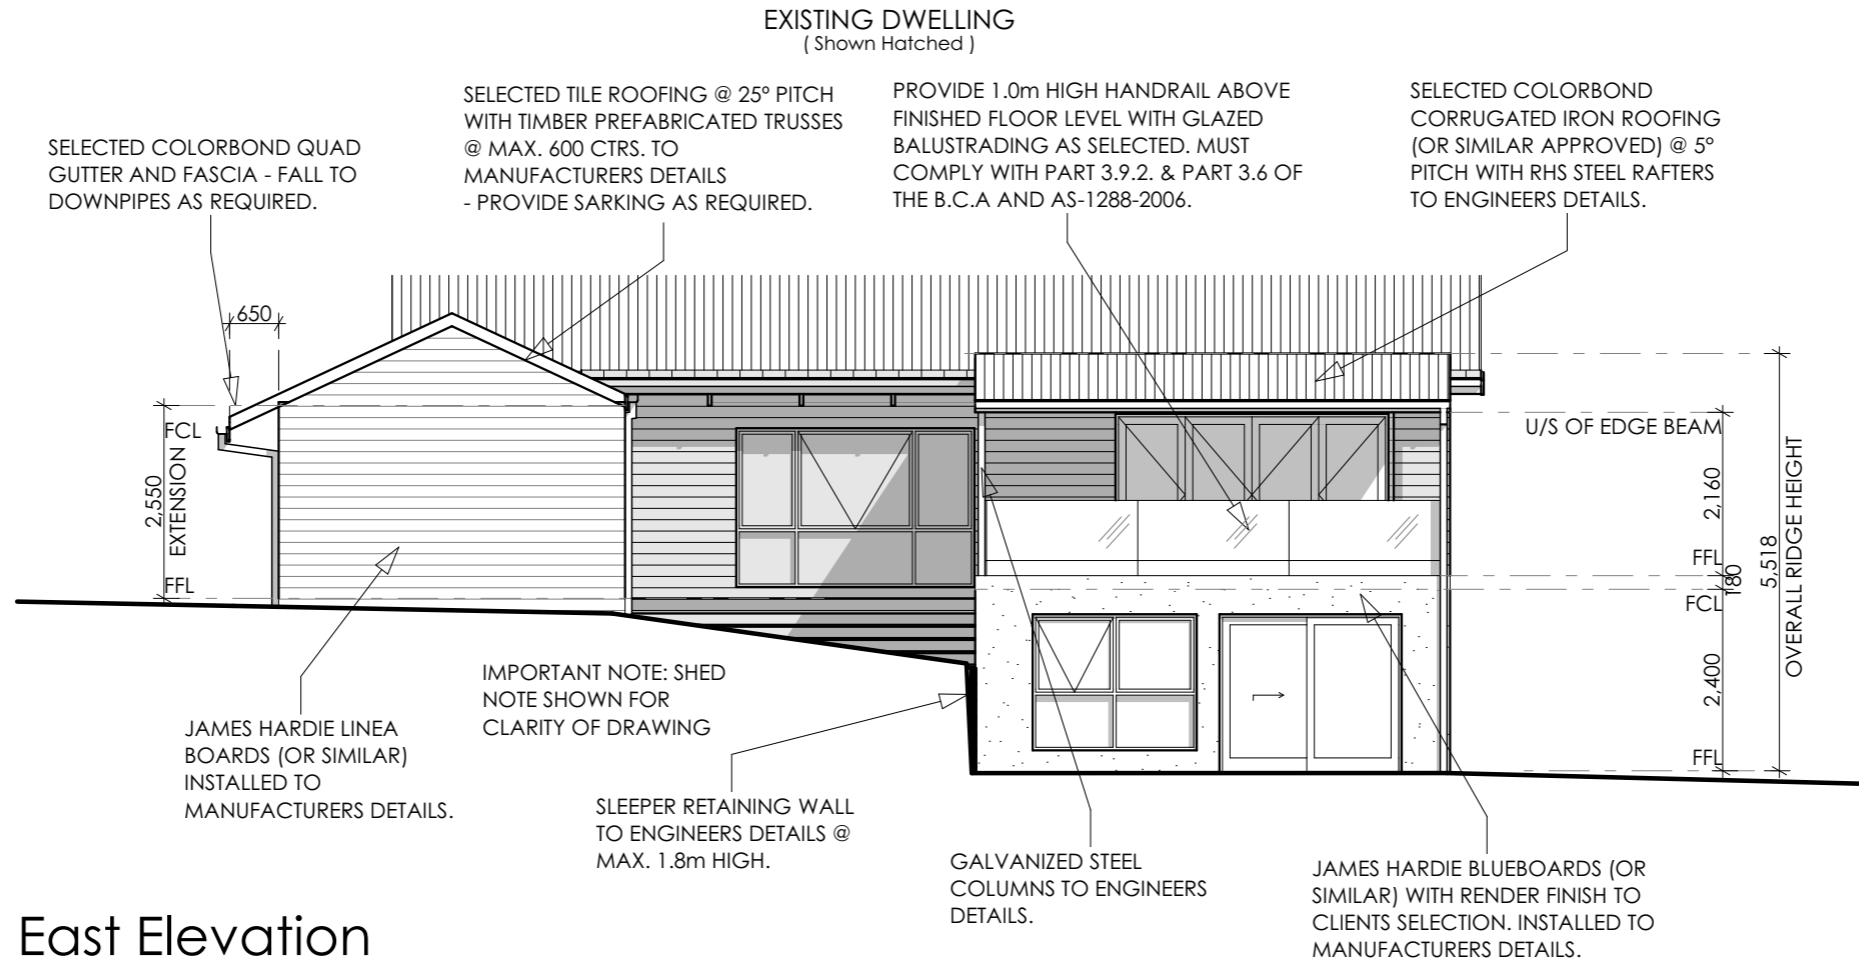 EXISTING DWELLING
( Shown Hatched )
SELECTED COLORBOND QUAD
GUTTER AND FASCIA - FALL TO
DOWNPIPES AS REQUIRED.
SELECTED TILE ROOFING @ 25° PITCH
WITH TIMBER PREFABRICATED TRUSSES
@ MAX. 600 CTRS. TO
MANUFACTURERS DETAILS
- PROVIDE SARKING AS REQUIRED.
PROVIDE 1.0m HIGH HANDRAIL ABOVE
FINISHED FLOOR LEVEL WITH GLAZED
BALUSTRADING AS SELECTED. MUST
COMPLY WITH PART 3.9.2. & PART 3.6 OF
THE B.C.A AND AS-1288-2006.
SELECTED COLORBOND
CORRUGATED IRON ROOFING
(OR SIMILAR APPROVED) @ 5°
PITCH WITH RHS STEEL RAFTERS
TO ENGINEERS DETAILS.
650
FCL
2,550
EXTENSION
FFL
U/S OF EDGE BEAM
2,160
FFL
180
FCL
2,400
FFL
5,518
OVERALL RIDGE HEIGHT
JAMES HARDIE LINEA
BOARDS (OR SIMILAR)
INSTALLED TO
MANUFACTURERS DETAILS.
IMPORTANT NOTE: SHED
NOTE SHOWN FOR
CLARITY OF DRAWING
SLEEPER RETAINING WALL
TO ENGINEERS DETAILS @
MAX. 1.8m HIGH.
GALVANIZED STEEL
COLUMNS TO ENGINEERS
DETAILS.
JAMES HARDIE BLUEBOARDS (OR
SIMILAR) WITH RENDER FINISH TO
CLIENTS SELECTION. INSTALLED TO
MANUFACTURERS DETAILS.
East Elevation